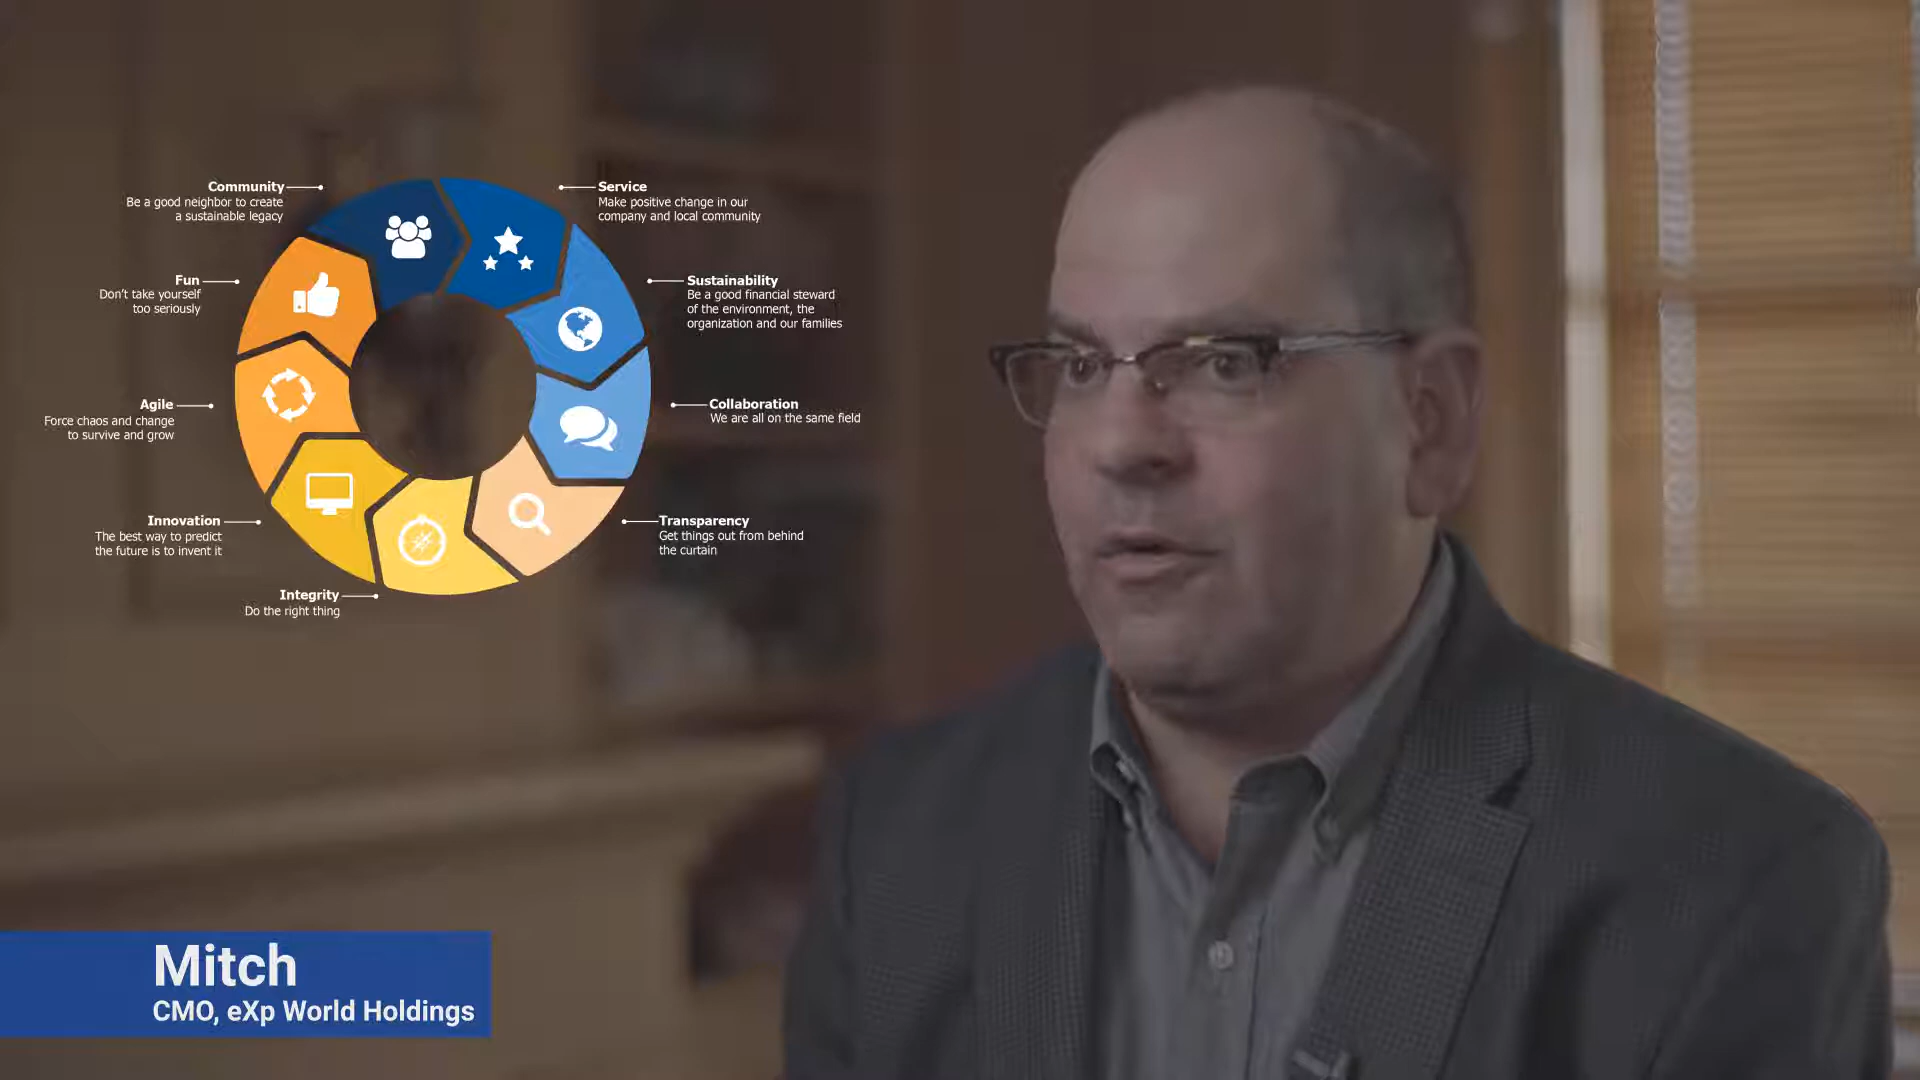 Community
Be a good neighbor to create
a sustainable legacy
Service
Make positive change in our
company and local community
Fun
Don't take yourself
too seriously
Sustainability
Be a good financial steward
of the environment, the
organization and our families
Agile
Force chaos and change
to survive and grow
Collaboration
We are all on the same field
Innovation
The best way to predict
the future is to invent it
Transparency
Get things out from behind
the curtain
Integrity
Do the right thing
Mitch
CMO, eXp World Holdings